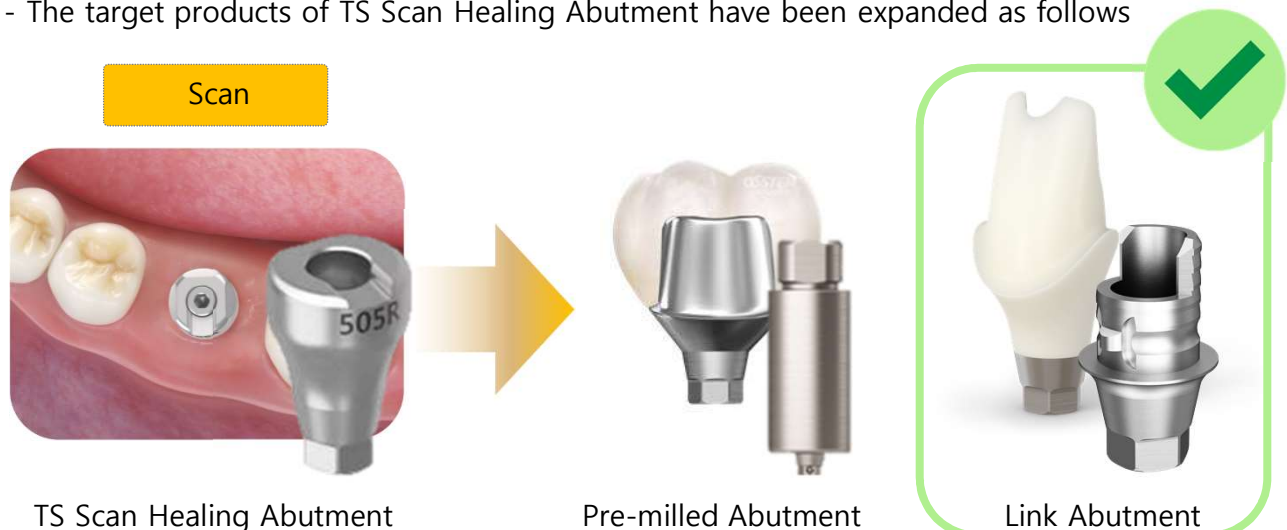 - The target products of TS Scan Healing Abutment have been expanded as follows
Scan
505R
TS Scan Healing Abutment
Pre-milled Abutment
Link Abutment